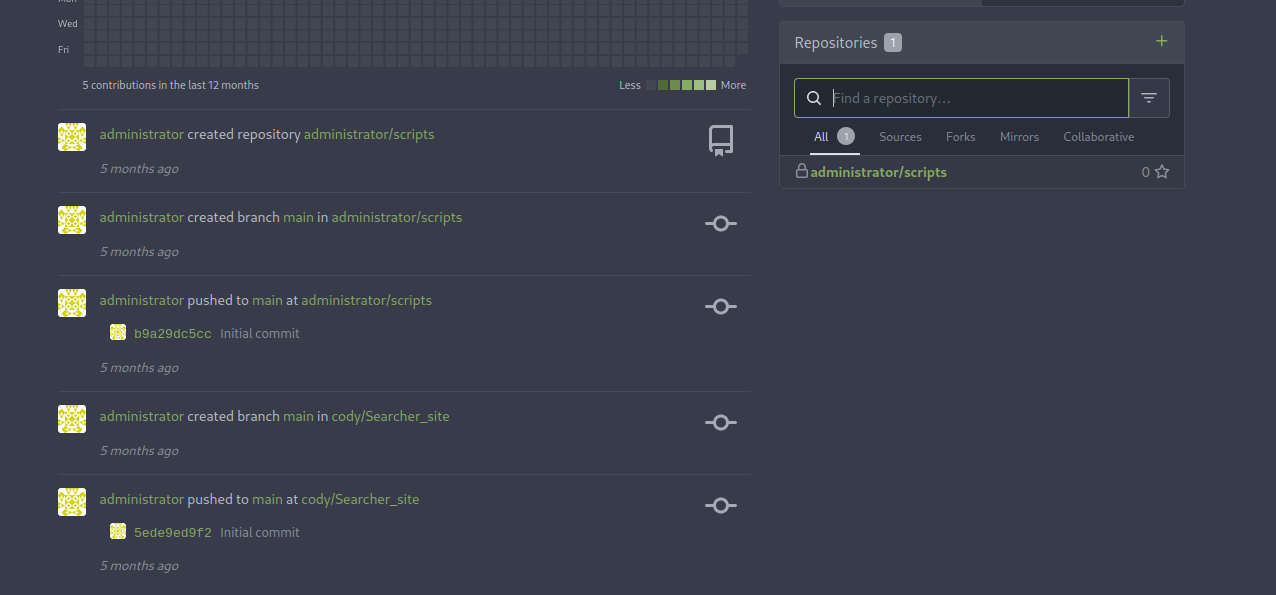 Mon
Wed
Fri
5 contributions in the last 12 months
Less More
administrator created repository administrator/scripts
5 months ago
administrator created branch main in administrator/scripts
5 months ago
administrator pushed to main at administrator/scripts
b9a29dc5cc Initial commit
5 months ago
administrator created branch main in cody/Searcher_site
5 months ago
administrator pushed to main at cody/Searcher_site
5ede9ed9f2 Initial commit
5 months ago
Repositories 1
Find a repository…
All 1 Sources Forks Mirrors Collaborative
administrator/scripts 0